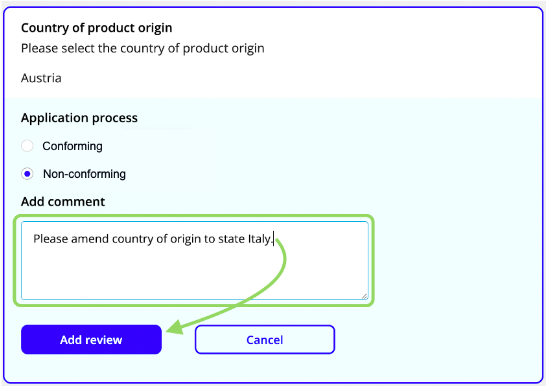 Country of product origin
Please select the country of product origin
Austria
Application process
Conforming
Non-conforming
Add comment
Please amend country of origin to state Italy.
Add review
Cancel